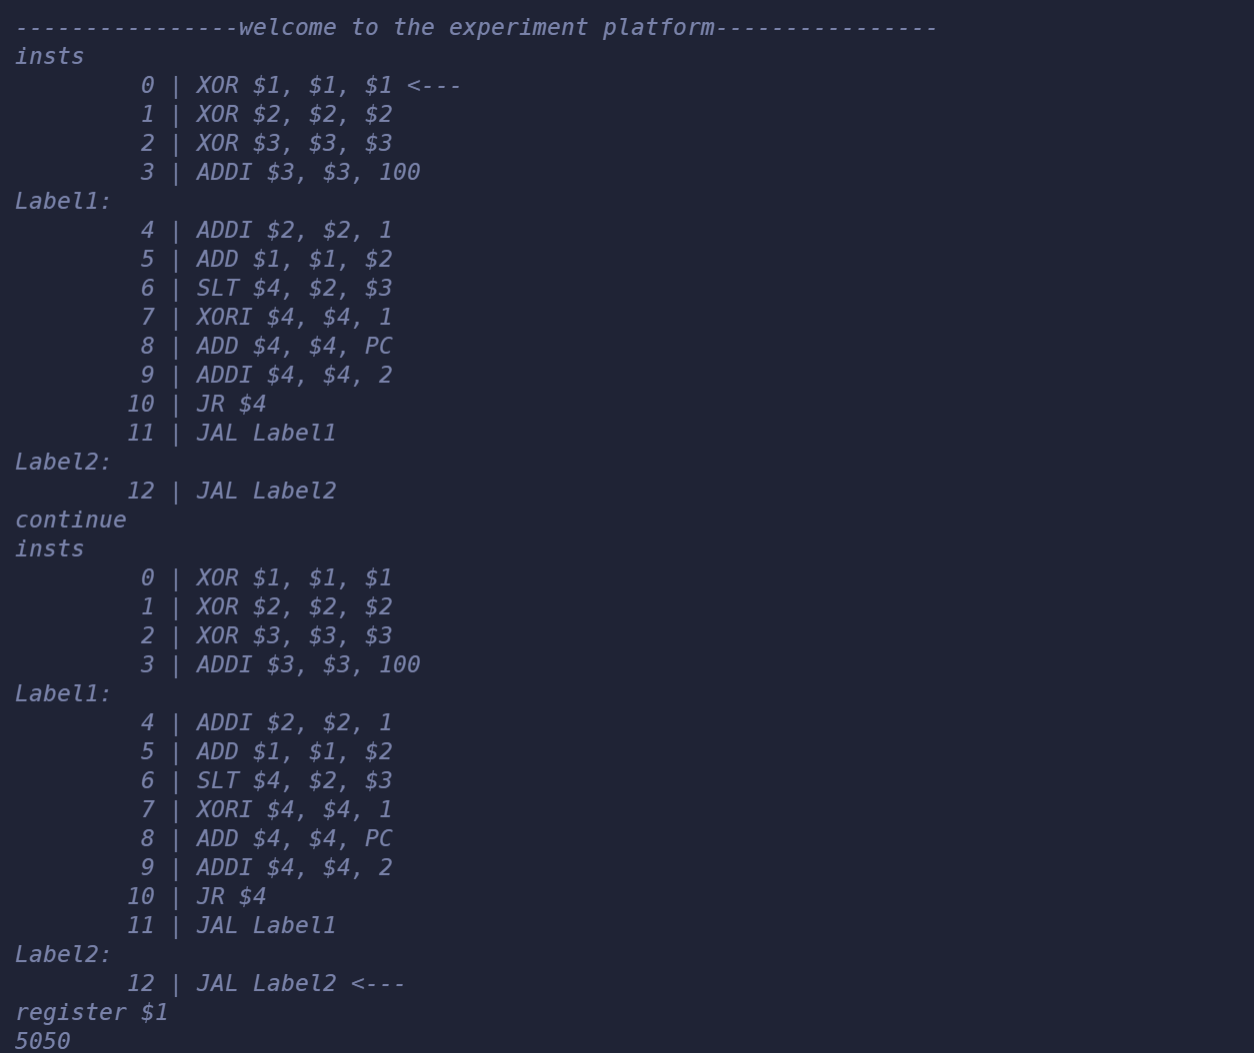 ----------------welcome to the experiment platform----------------
insts
         0 | XOR $1, $1, $1 <---
         1 | XOR $2, $2, $2
         2 | XOR $3, $3, $3
         3 | ADDI $3, $3, 100
Label1:
         4 | ADDI $2, $2, 1
         5 | ADD $1, $1, $2
         6 | SLT $4, $2, $3
         7 | XORI $4, $4, 1
         8 | ADD $4, $4, PC
         9 | ADDI $4, $4, 2
        10 | JR $4
        11 | JAL Label1
Label2:
        12 | JAL Label2
continue
insts
         0 | XOR $1, $1, $1
         1 | XOR $2, $2, $2
         2 | XOR $3, $3, $3
         3 | ADDI $3, $3, 100
Label1:
         4 | ADDI $2, $2, 1
         5 | ADD $1, $1, $2
         6 | SLT $4, $2, $3
         7 | XORI $4, $4, 1
         8 | ADD $4, $4, PC
         9 | ADDI $4, $4, 2
        10 | JR $4
        11 | JAL Label1
Label2:
        12 | JAL Label2 <---
register $1
5050